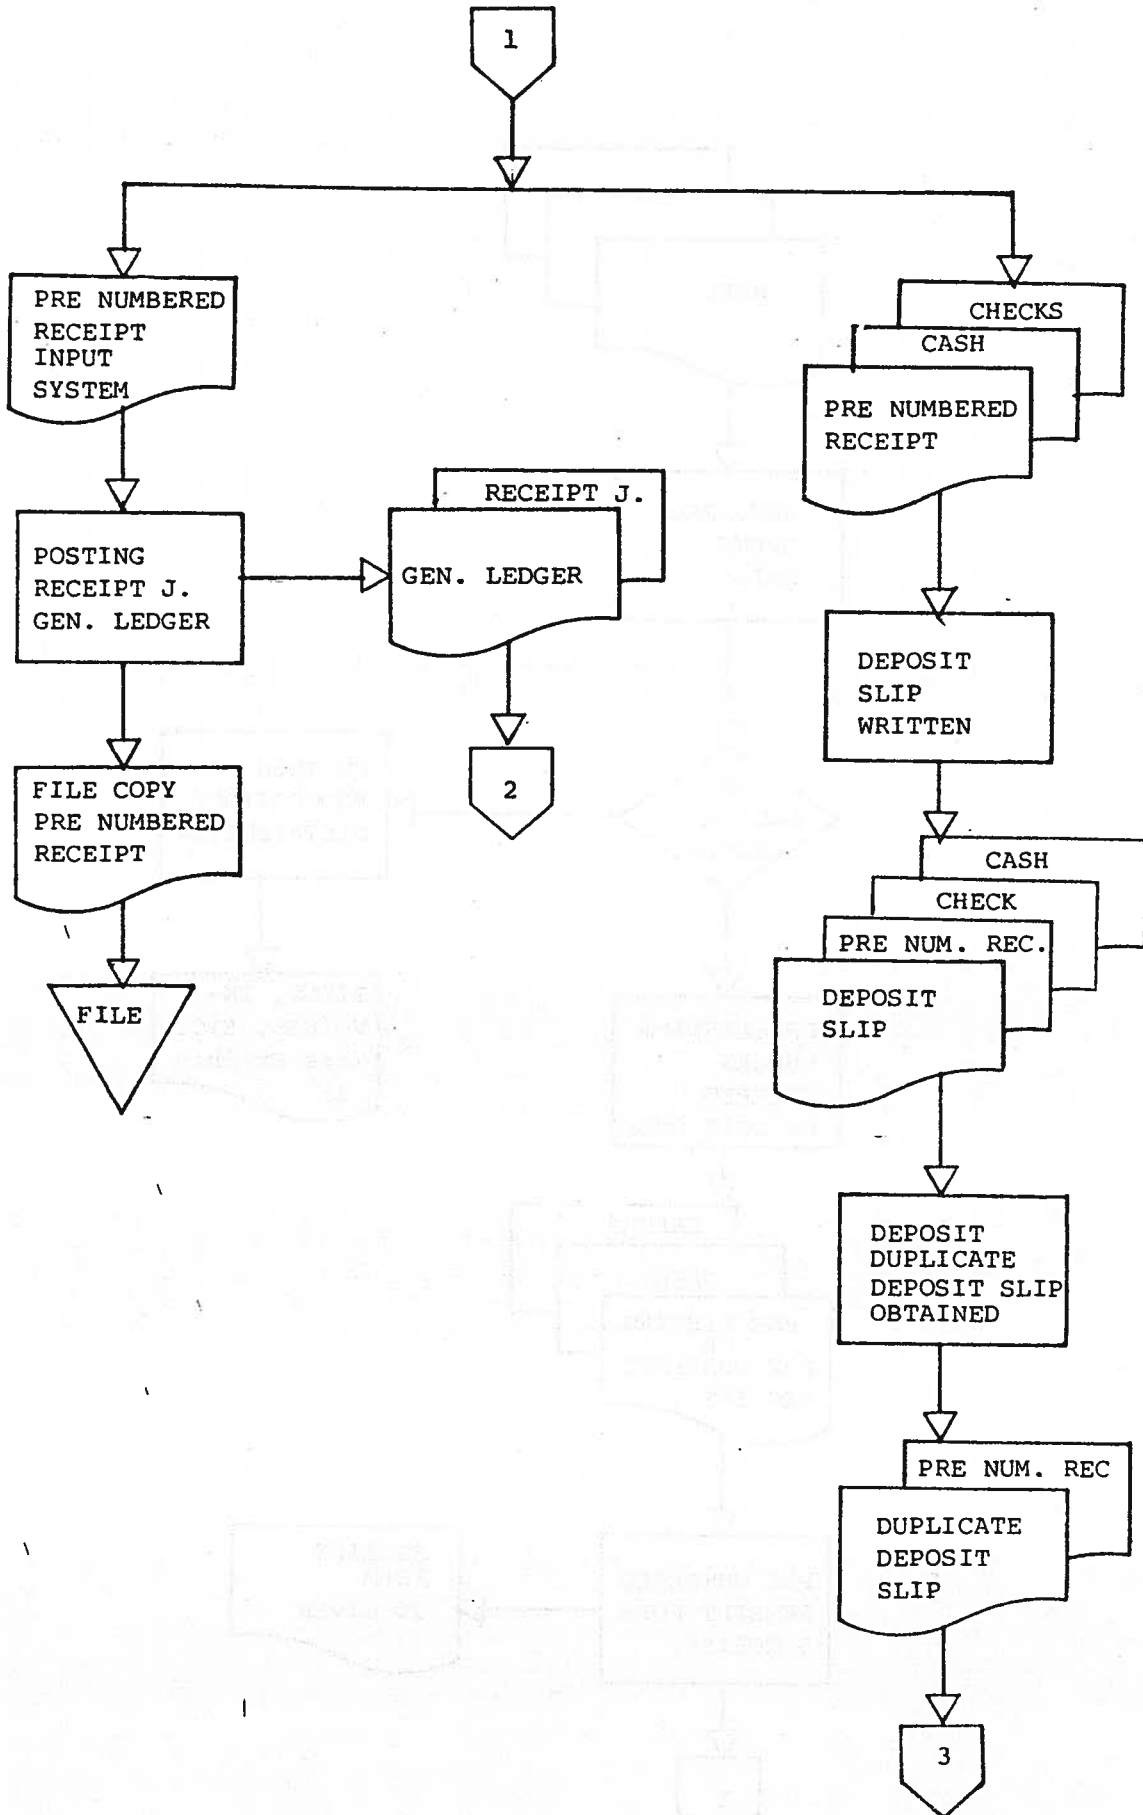 1
PRE NUMBERED
RECEIPT
INPUT
SYSTEM
CHECKS
CASH
PRE NUMBERED
RECEIPT
POSTING
RECEIPT J.
GEN. LEDGER
RECEIPT J.
GEN. LEDGER
2
FILE COPY
PRE NUMBERED
RECEIPT
FILE
DEPOSIT
SLIP
WRITTEN
CASH
CHECK
PRE NUM. REC.
DEPOSIT
SLIP
DEPOSIT
DUPLICATE
DEPOSIT SLIP
OBTAINED
PRE NUM. REC
DUPLICATE
DEPOSIT
SLIP
3